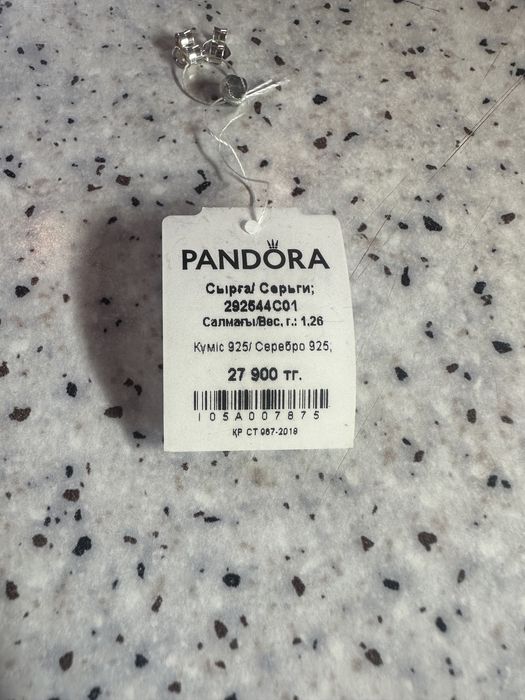 PANDORA
Сырға/ Серьги;
292544C01
Салмағы/Вес, г.: 1,26
Күміс 925/ Серебро 925;
27 900 тг.
I05A007875
ҚР СТ 987-2018